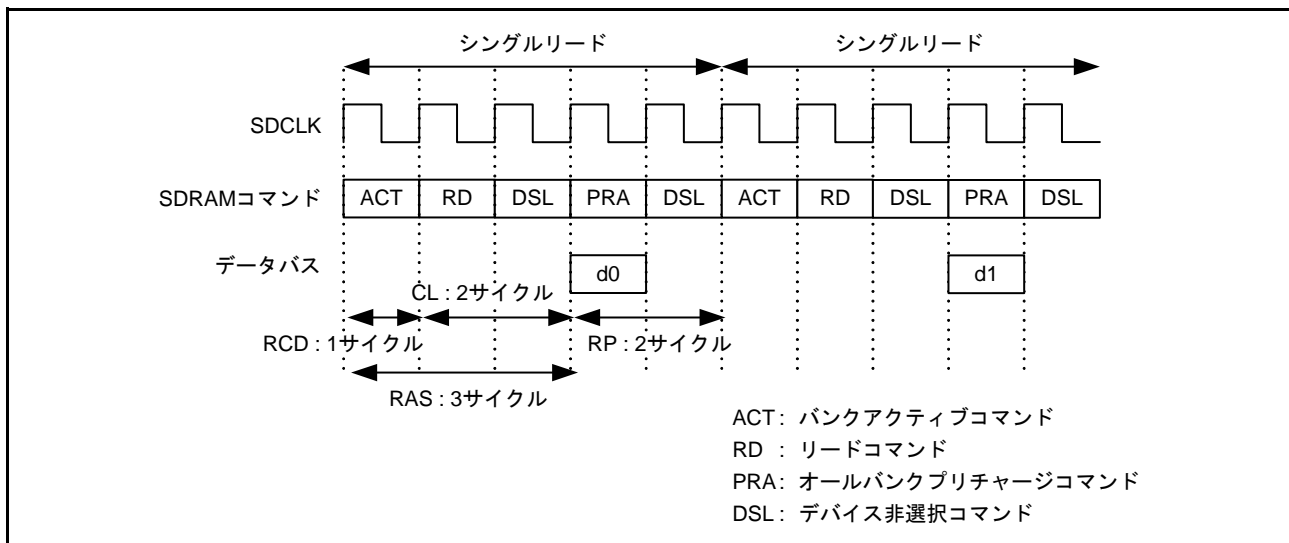 シングルリード シングルリード
SDCLK
SDRAMコマンド ACT RD DSL PRA DSL ACT RD DSL PRA DSL
データバス d0 d1
CL : 2サイクル
RCD : 1サイクル RP : 2サイクル
RAS : 3サイクル
ACT : バンクアクティブコマンド
RD : リードコマンド
PRA : オールバンクプリチャージコマンド
DSL : デバイス非選択コマンド